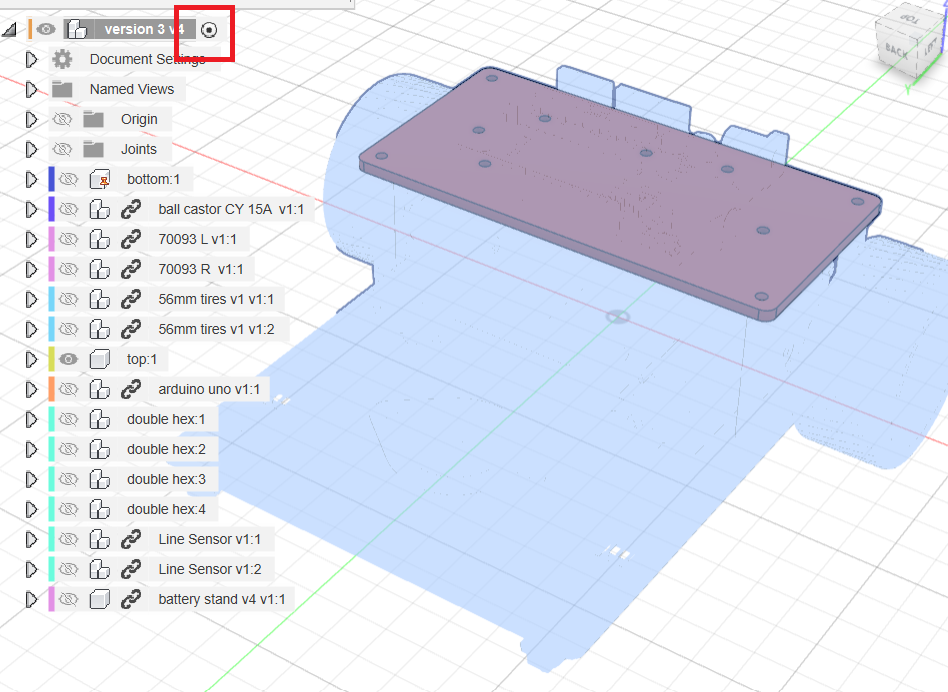 version 3 v4
Document Settings
Named Views
Origin
Joints
bottom:1
ball castor CY 15A v1:1
70093 L v1:1
70093 R v1:1
56mm tires v1 v1:1
56mm tires v1 v1:2
top:1
arduino uno v1:1
double hex:1
double hex:2
double hex:3
double hex:4
Line Sensor v1:1
Line Sensor v1:2
battery stand v4 v1:1
TOP
BACK
LEFT
Y